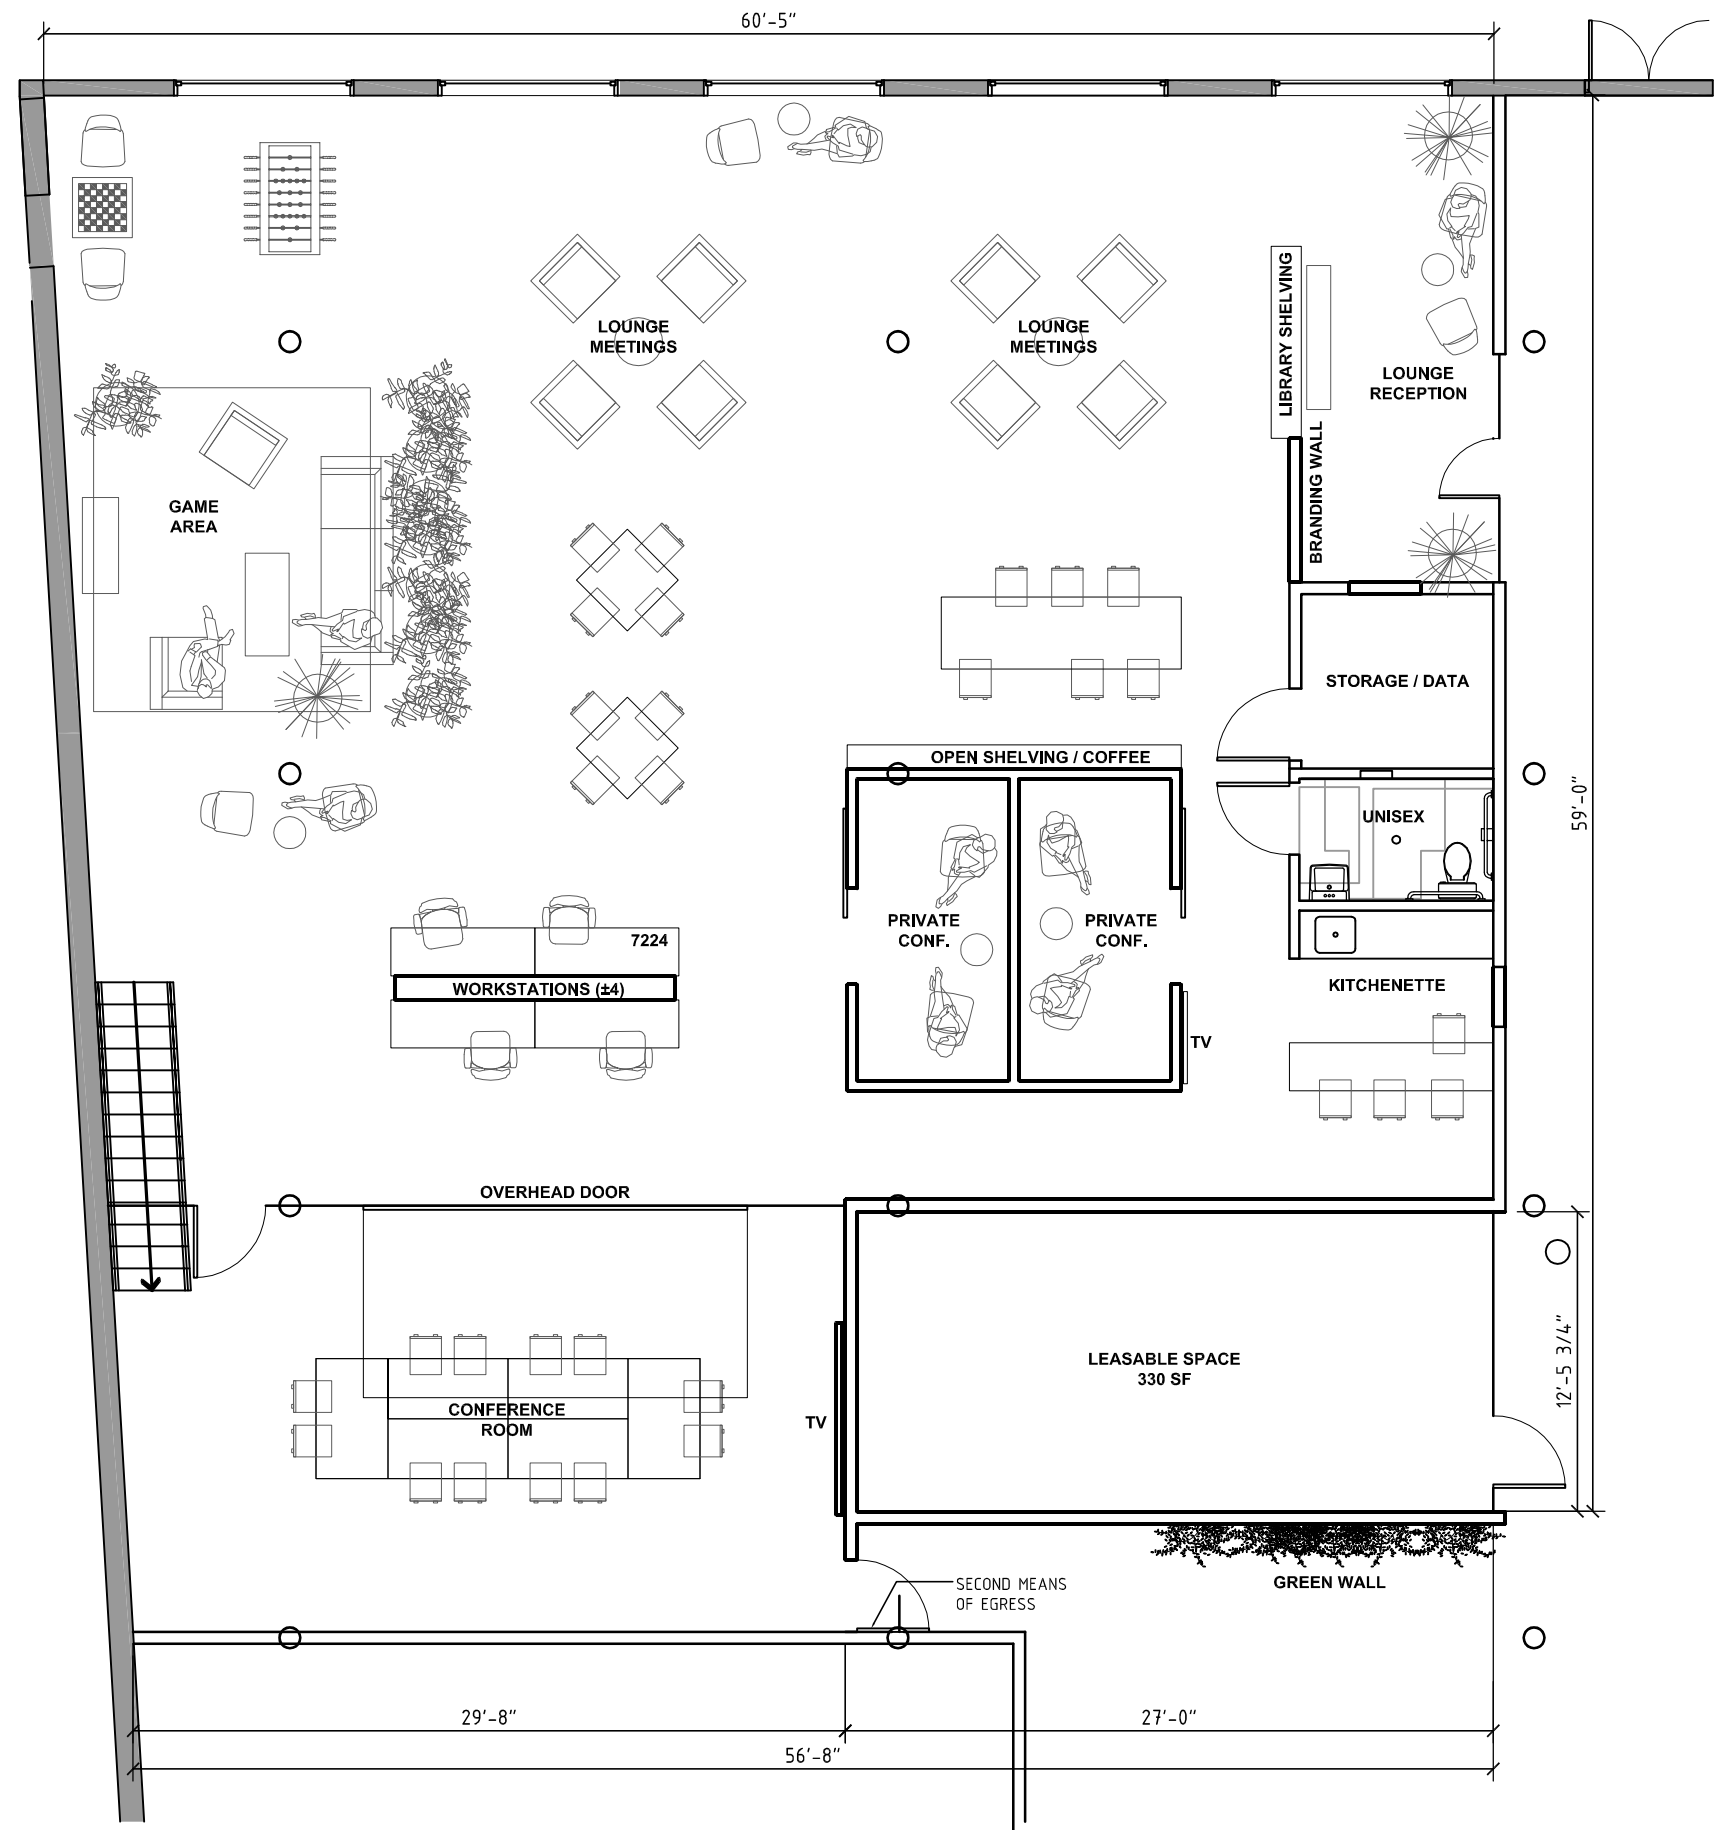 60'-5"
LOUNGE
MEETINGS
LOUNGE
MEETINGS
LIBRARY SHELVING
LOUNGE
RECEPTION
BRANDING WALL
GAME
AREA
STORAGE / DATA
OPEN SHELVING / COFFEE
59'-0"
UNISEX
PRIVATE
CONF.
PRIVATE
CONF.
7224
WORKSTATIONS (±4)
KITCHENETTE
TV
OVERHEAD DOOR
12'-5 3/4"
LEASABLE SPACE
330 SF
CONFERENCE
ROOM
TV
GREEN WALL
SECOND MEANS
OF EGRESS
29'-8"
27'-0"
56'-8"